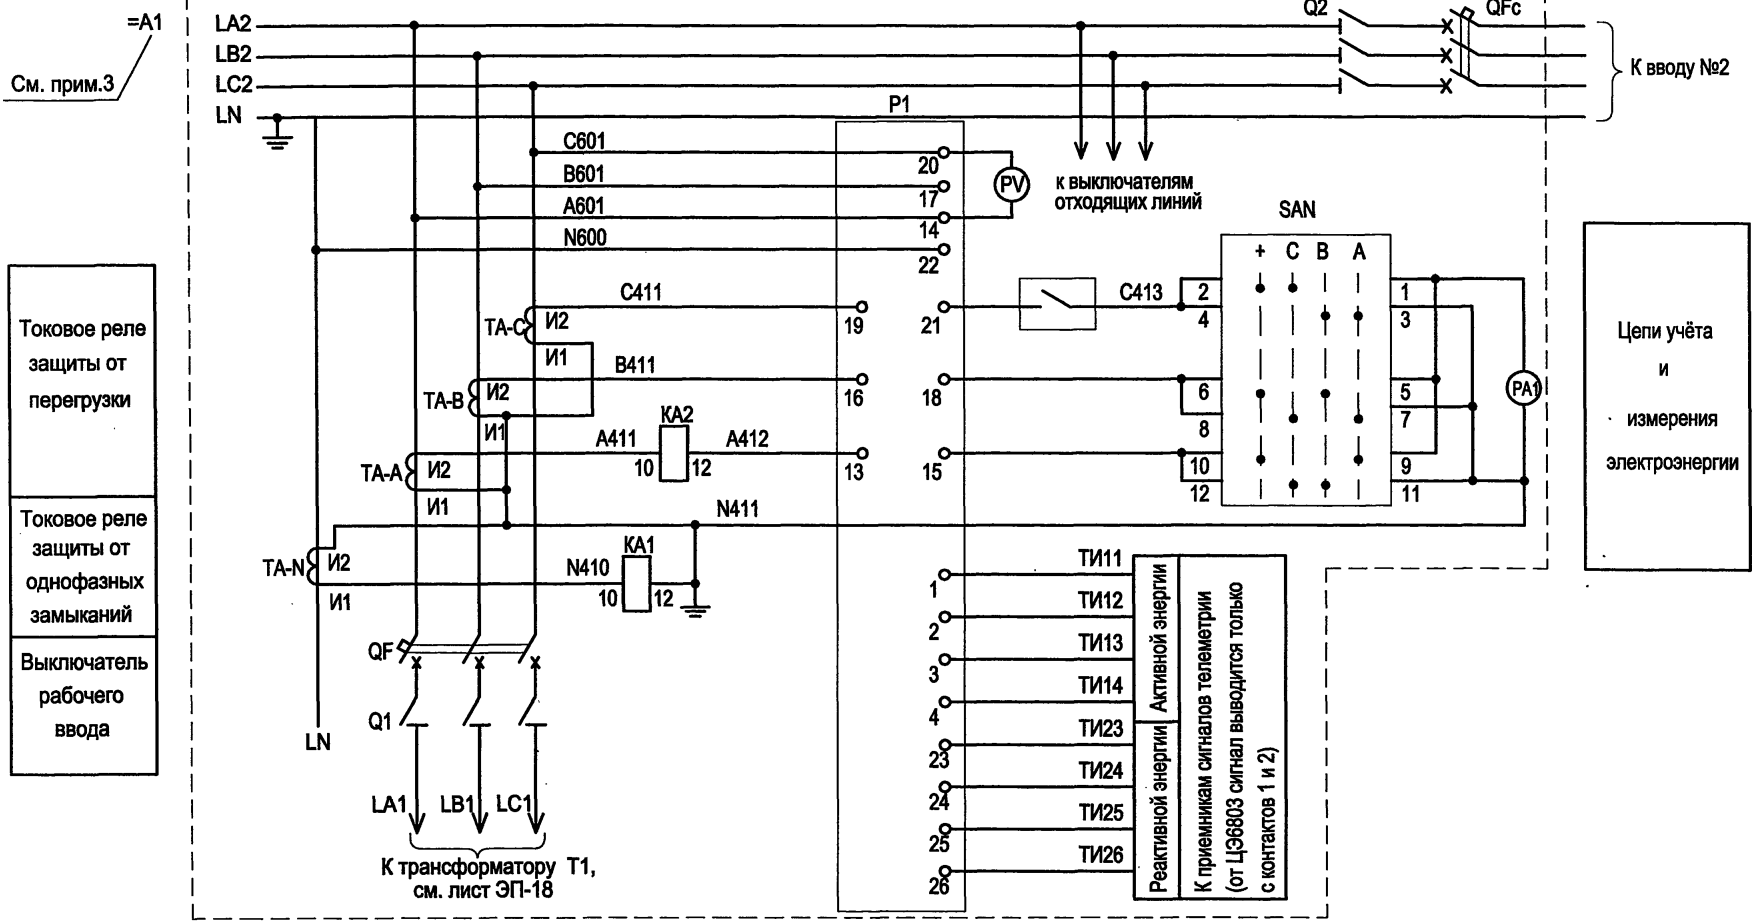 =A1
См. прим.3
LA2
LB2
LC2
LN
Q2
QFc
К вводу №2
P1
C601
B601
A601
N600
20
17
14
22
PV
к выключателям
отходящих линий
SAN
+ C B A
Токовое реле
защиты от
перегрузки
Токовое реле
защиты от
однофазных
замыканий
Выключатель
рабочего
ввода
C411
TA-C
И2
И1
19
21
C413
2
4
1
3
B411
TA-B
И2
И1
16
18
6
8
5
7
PA1
KA2
A411
10
12
A412
TA-A
И2
И1
13
15
10
12
9
11
N411
TA-N
И2
И1
KA1
N410
10
12
QF
Q1
LN
LA1
LB1
LC1
К трансформатору Т1,
см. лист ЭП-18
1
2
3
4
23
24
25
26
ТИ11
ТИ12
ТИ13
ТИ14
ТИ23
ТИ24
ТИ25
ТИ26
Активной энергии
Реактивной энергии
К приемникам сигналов телеметрии
(от ЦЭ6803 сигнал выводится только
с контактов 1 и 2)
Цепи учёта
и
измерения
электроэнергии